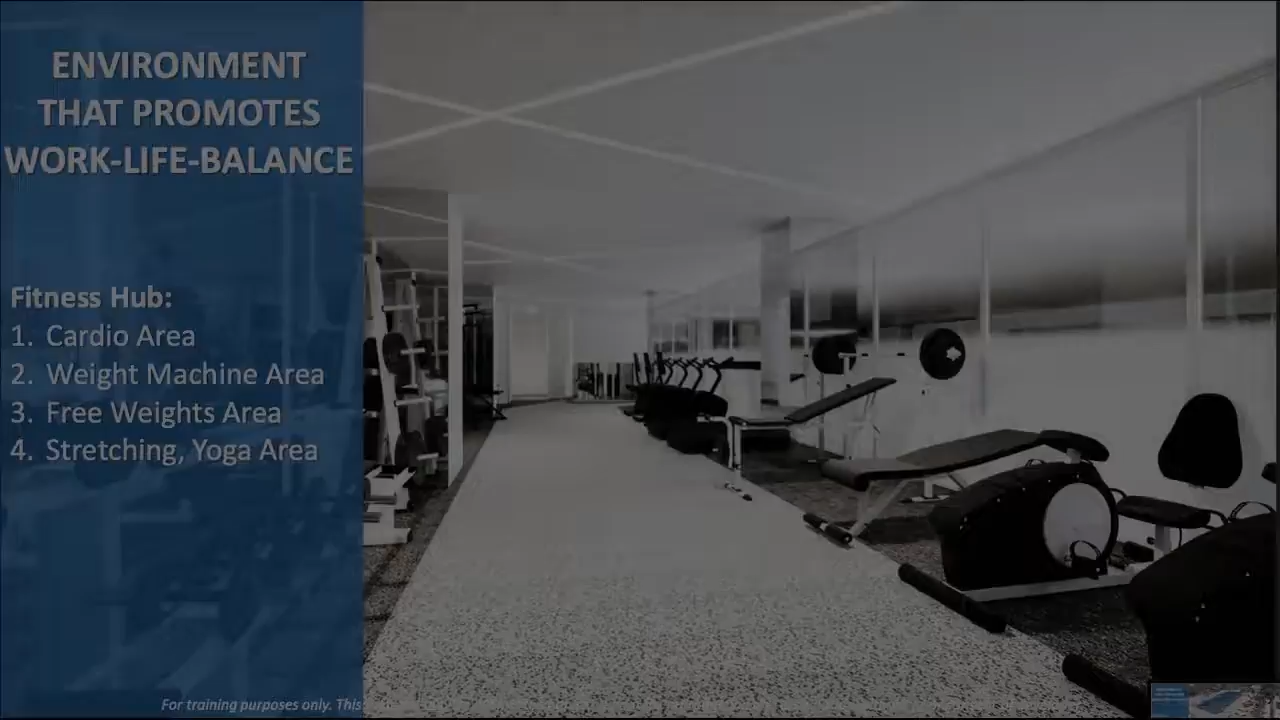 ENVIRONMENT
THAT PROMOTES
WORK-LIFE-BALANCE
Fitness Hub:
1. Cardio Area
2. Weight Machine Area
3. Free Weights Area
4. Stretching, Yoga Area
For training purposes only. This